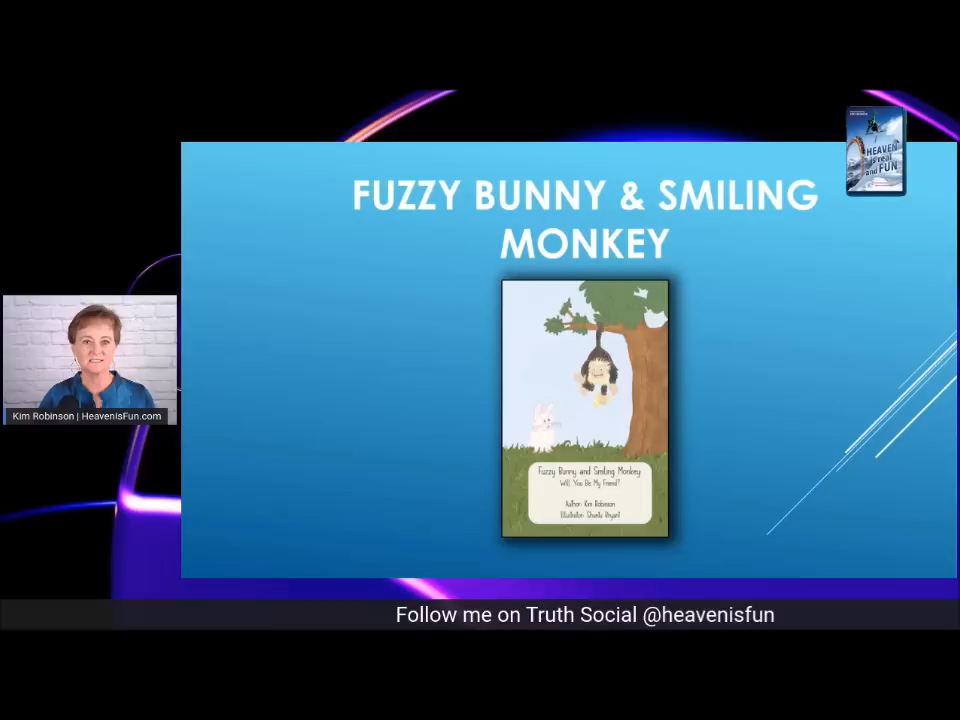 HEAVEN
is real
and FUN
FUZZY BUNNY & SMILING
MONKEY
Kim Robinson | HeavenisFun.com
Fuzzy Bunny and Smiling Monkey
Will You Be My Friend?
Author: Kim Robinson
Follow me on Truth Social @heavenisfun